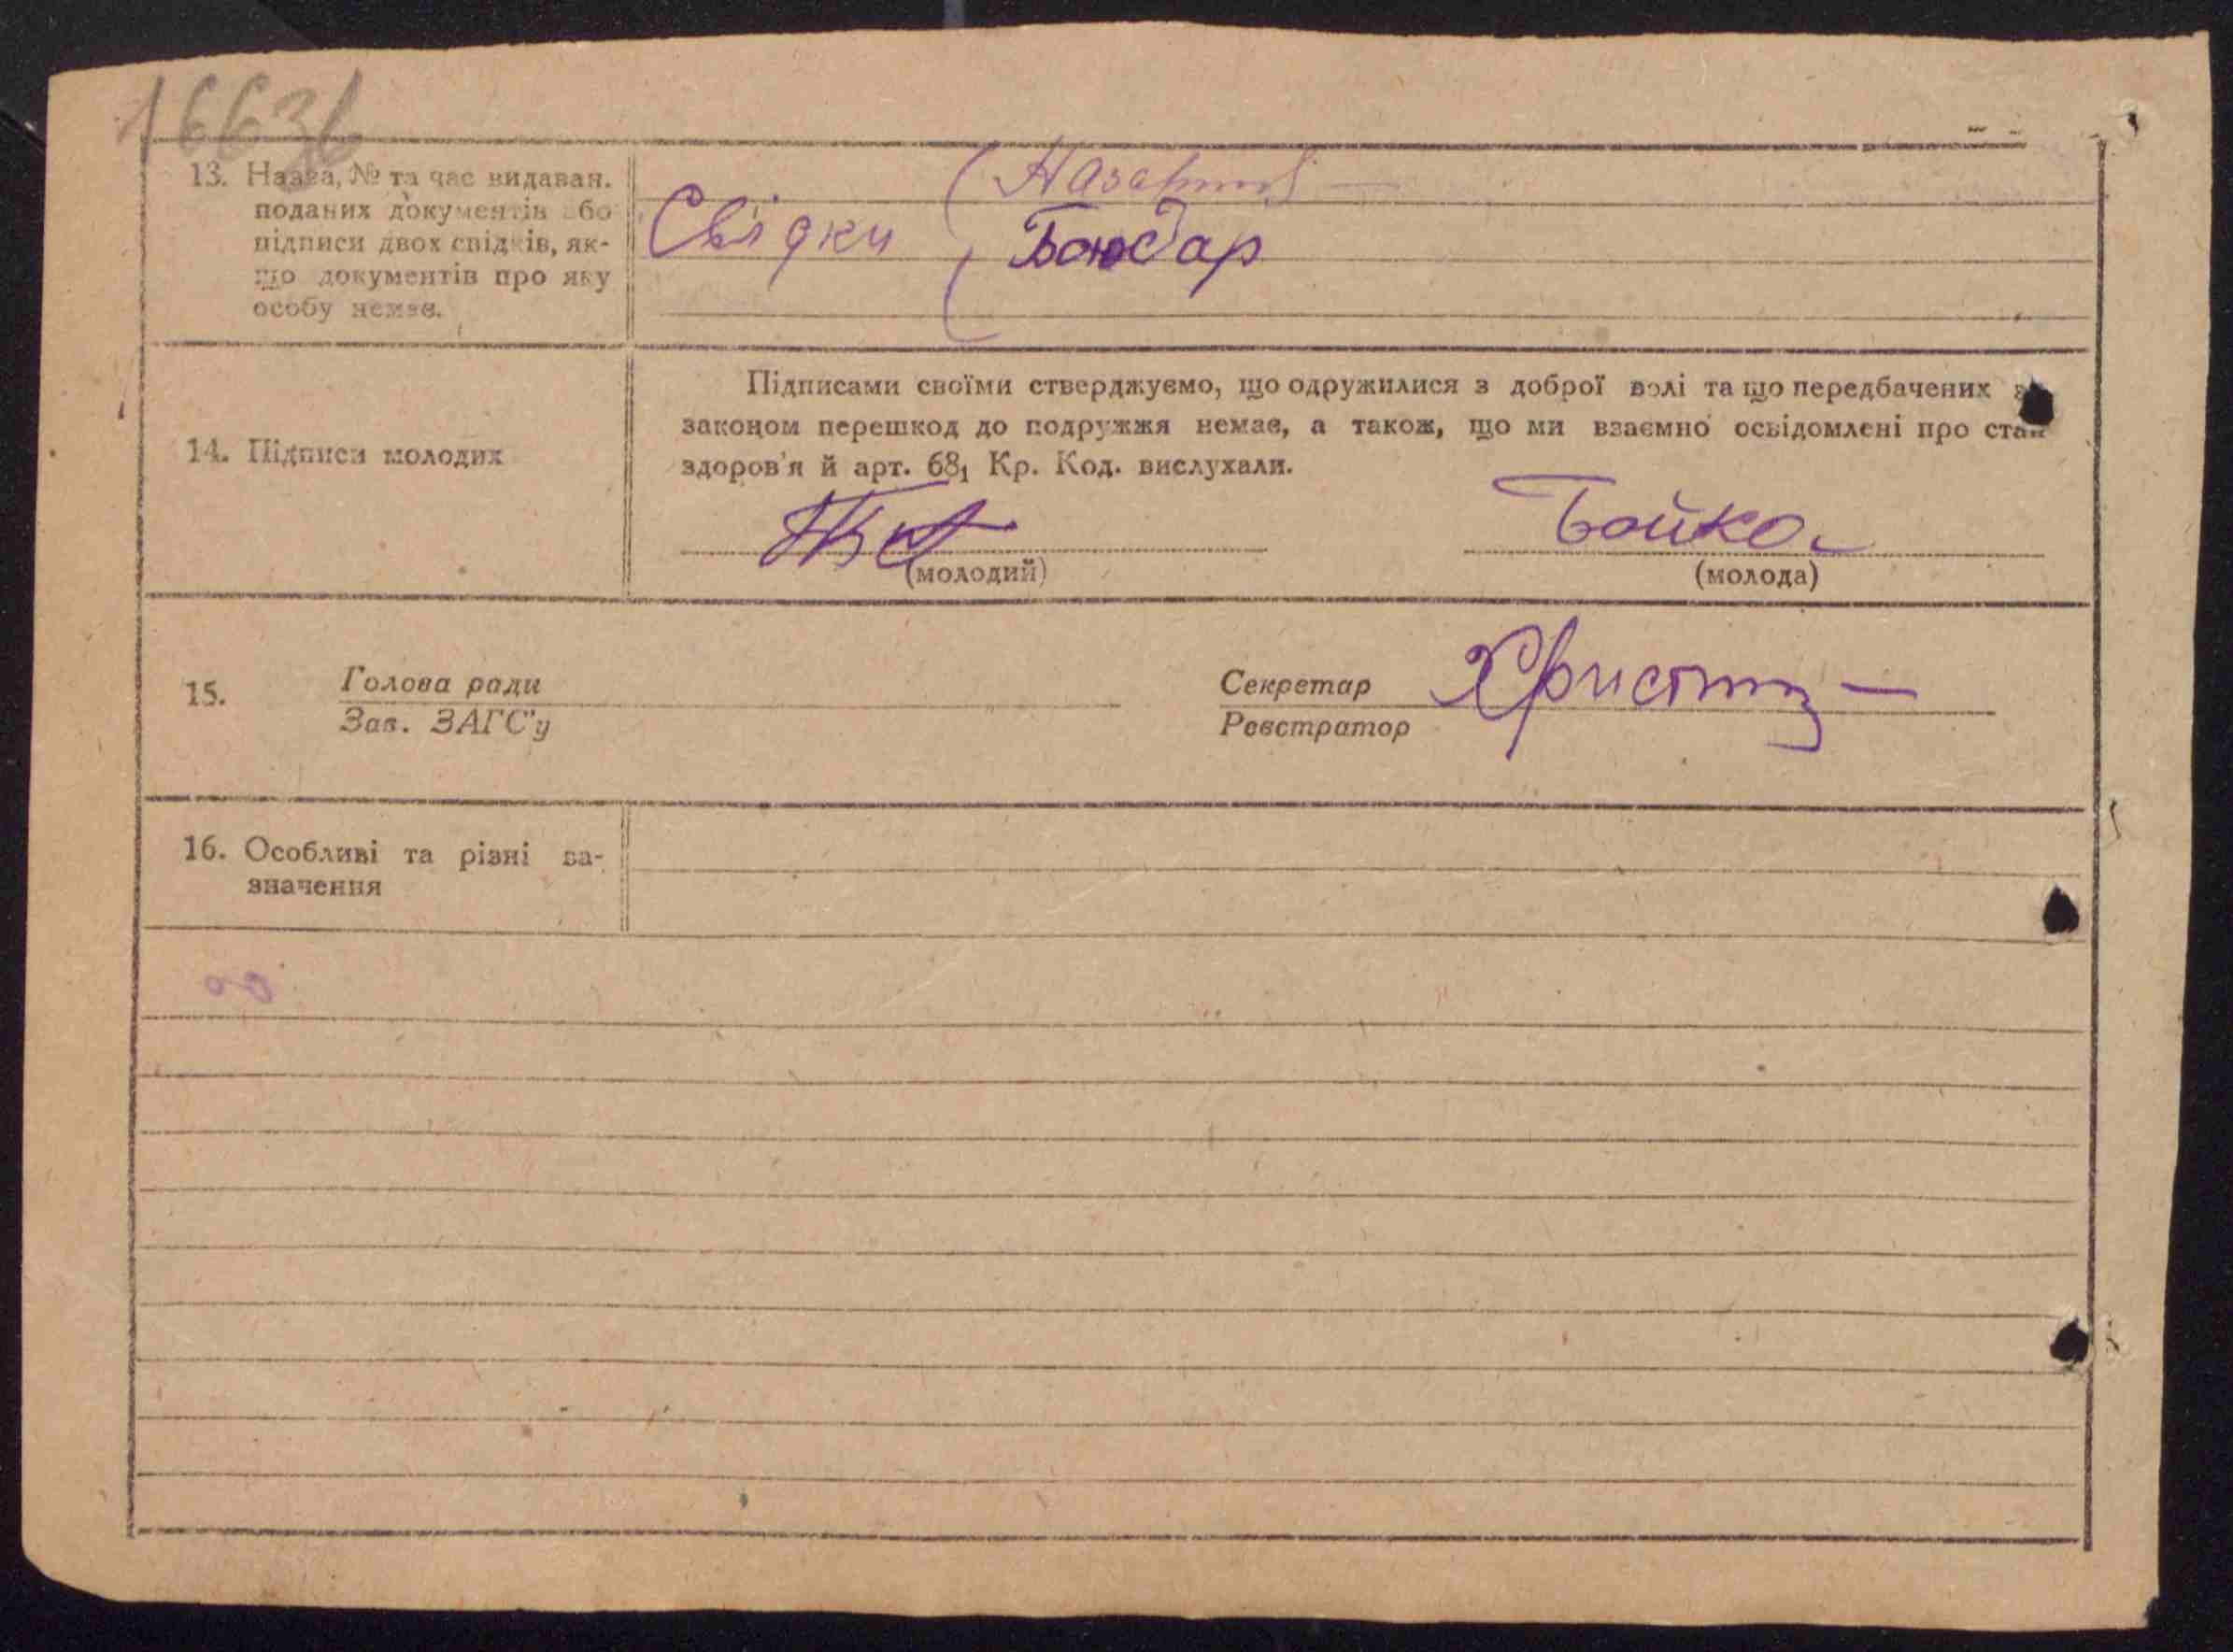 13. Назва, № та час видаван.
поданих документів або
підписи двох свідків, як-
що документів про яку
особу немає.
Свідки
Бондар
14. Підписи молодих
Підписами своїми стверджуємо, що одружилися з доброї волі та що передбачених
законом перешкод до подружжя немає, а також, що ми взаємно освідомлені про стан
здоров'я й арт. 68₁ Кр. Код. вислухали.
Бойко
(молодий) (молода)
15. Голова ради Секретар
Зав. ЗАГС'у Реєстратор
16. Особливі та різні за-
значення